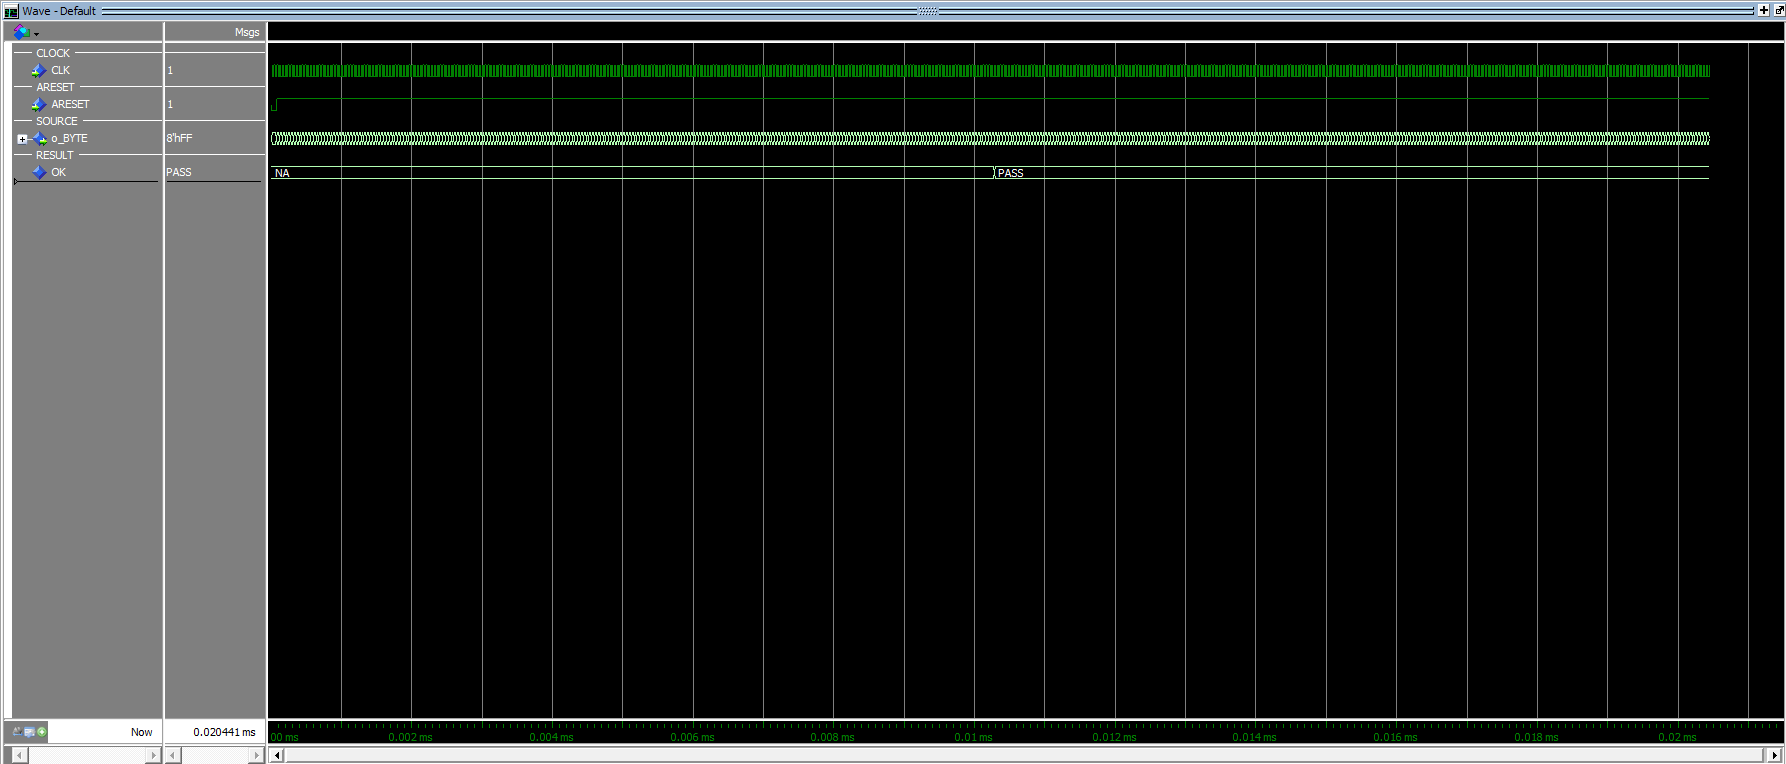 Wave - Default
Msgs
CLOCK
CLK 1
ARESET
ARESET 1
SOURCE
o_BYTE 8'hFF
RESULT
OK PASS NA PASS
Now 0.020441 ms 00 ms 0.002 ms 0.004 ms 0.006 ms 0.008 ms 0.01 ms 0.012 ms 0.014 ms 0.016 ms 0.018 ms 0.02 ms